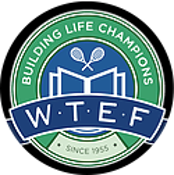 BUILDING LIFE CHAMPIONS
W·T·E·F
· SINCE 1955 ·